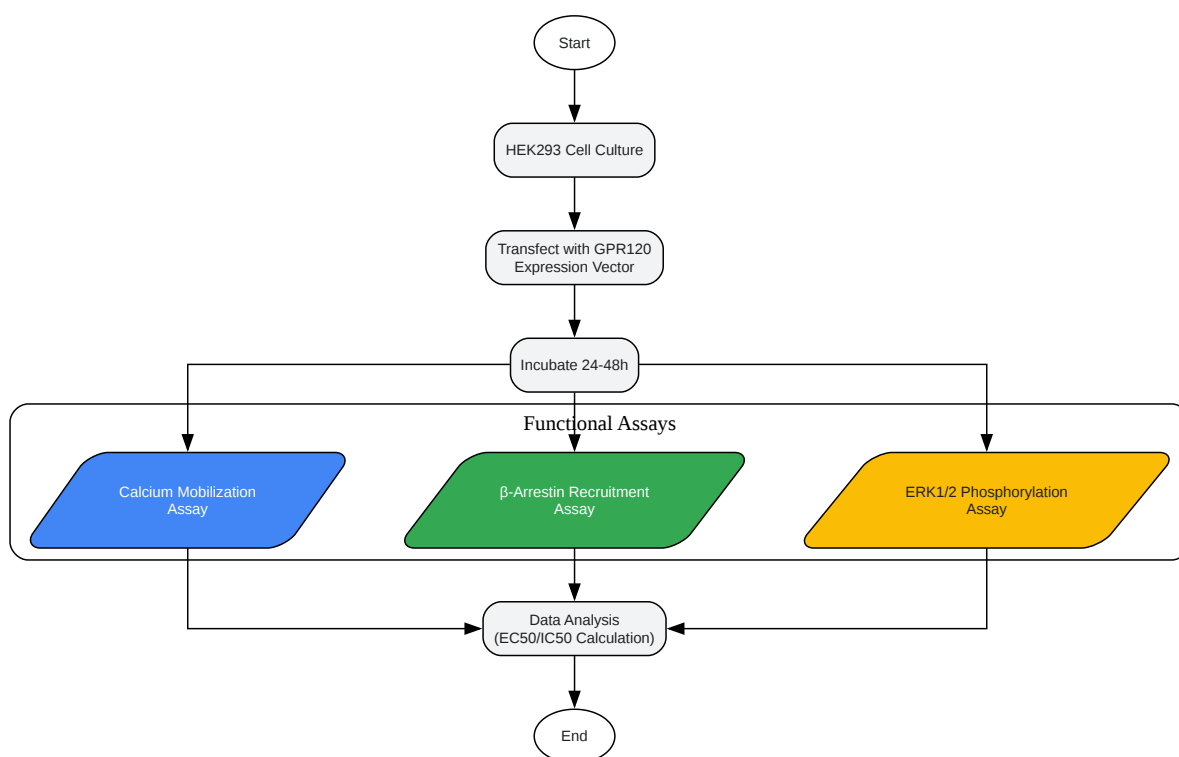 Start
HEK293 Cell Culture
Transfect with GPR120
Expression Vector
Incubate 24-48h
Functional Assays
Calcium Mobilization
Assay
β-Arrestin Recruitment
Assay
ERK1/2 Phosphorylation
Assay
Data Analysis
(EC50/IC50 Calculation)
End